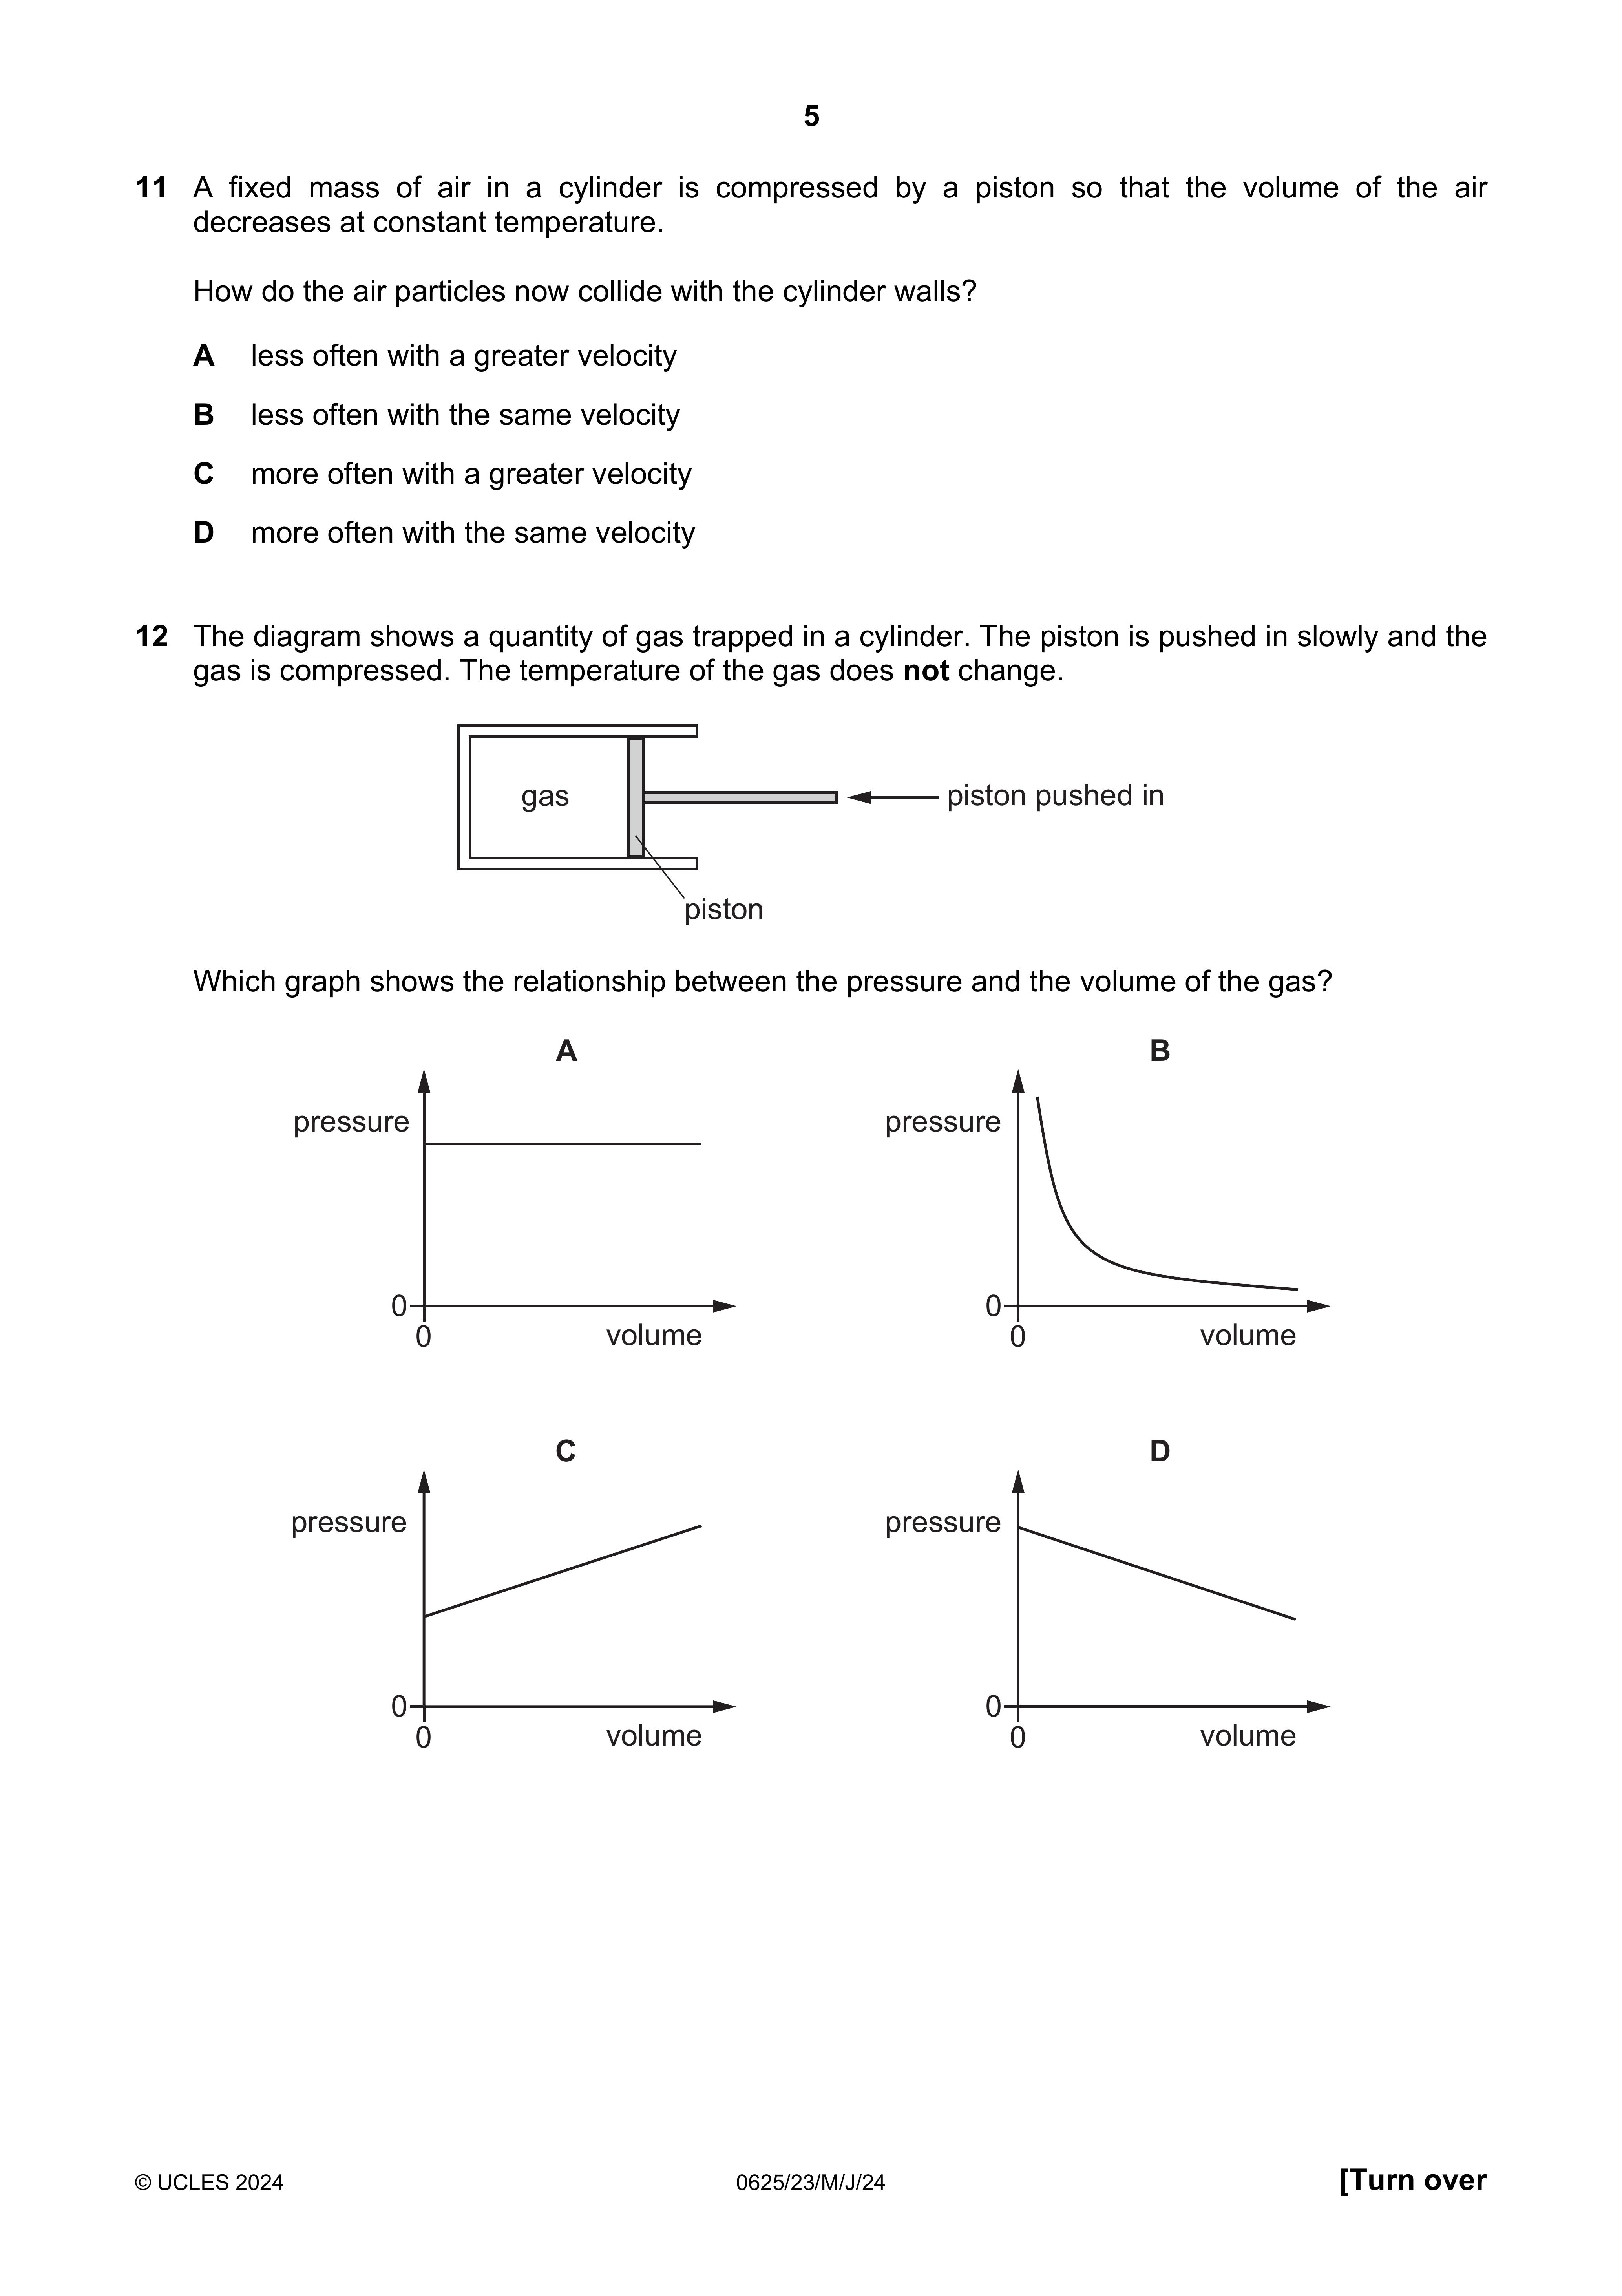 5
11 A fixed mass of air in a cylinder is compressed by a piston so that the volume of the air
decreases at constant temperature.
How do the air particles now collide with the cylinder walls?
A less often with a greater velocity
B less often with the same velocity
C more often with a greater velocity
D more often with the same velocity
12 The diagram shows a quantity of gas trapped in a cylinder. The piston is pushed in slowly and the
gas is compressed. The temperature of the gas does not change.
gas
piston pushed in
piston
Which graph shows the relationship between the pressure and the volume of the gas?
A
pressure
0
0
volume
B
pressure
0
0
volume
C
pressure
0
0
volume
D
pressure
0
0
volume
© UCLES 2024
0625/23/M/J/24
[Turn over